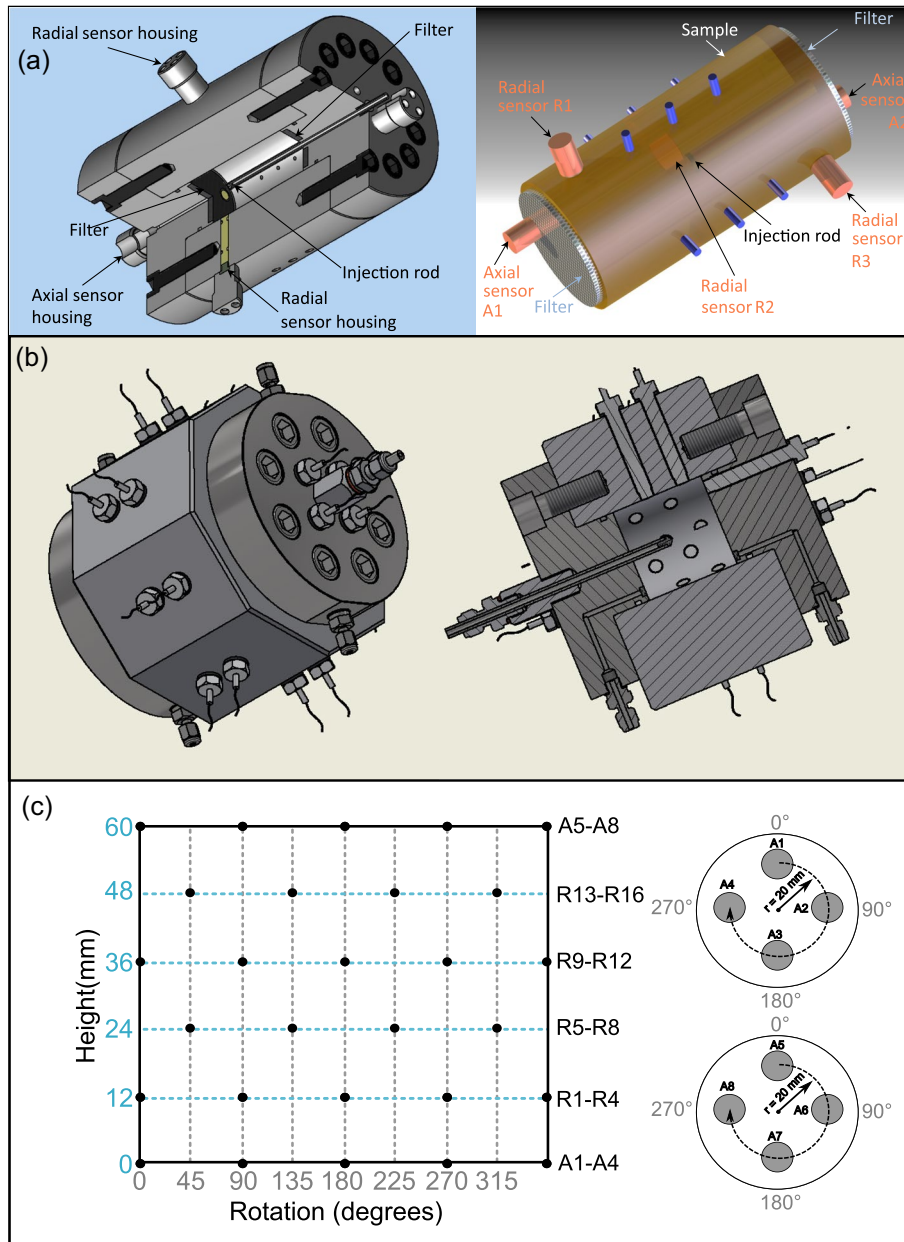 (a)
Radial sensor housing
Filter
Filter
Axial sensor
housing
Injection rod
Radial
sensor housing
Sample
Filter
Radial
sensor R1
Axial
sensor
Injection rod
Radial
sensor
R3
Axial
sensor
A1
Filter
Radial
sensor R2
(b)
(c)
Height(mm)
60
48
36
24
12
0
A5-A8
R13-R16
R9-R12
R5-R8
R1-R4
A1-A4
0 45 90 135 180 225 270 315
Rotation (degrees)
0°
A1
A4
r = 20 mm
270°
A2
90°
A3
180°
0°
A5
A8
r = 20 mm
270°
A6
90°
A7
180°